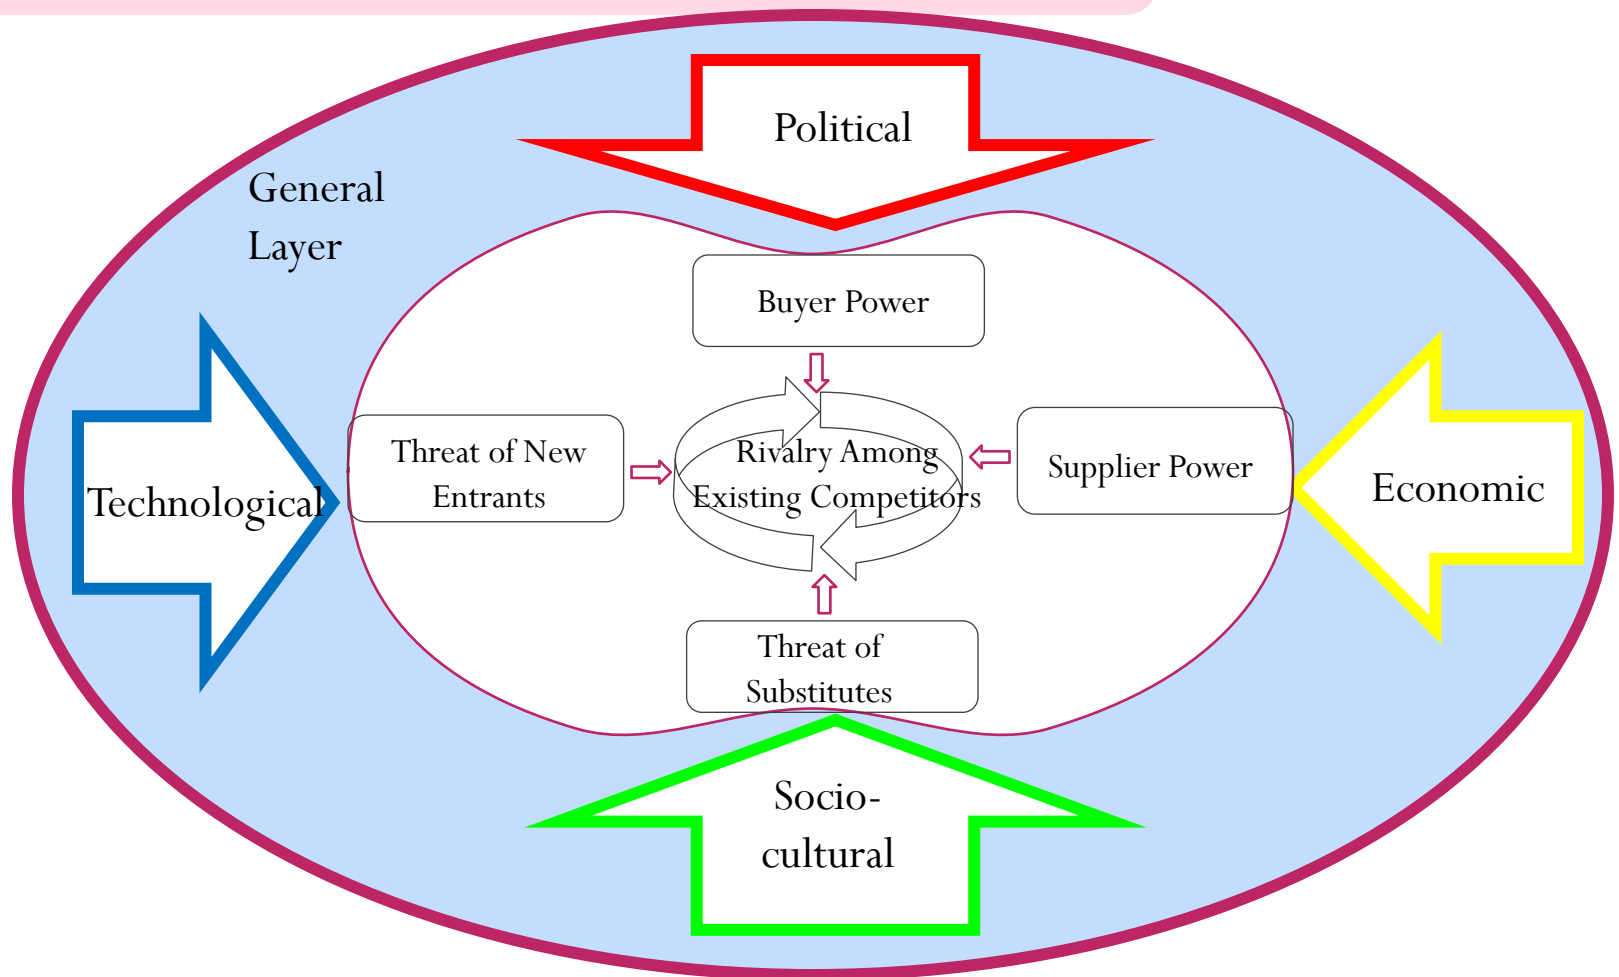 Political
General
Layer
Buyer Power
Threat of New
Entrants
Rivalry Among
Existing Competitors
Supplier Power
Technological
Economic
Threat of
Substitutes
Socio-
cultural